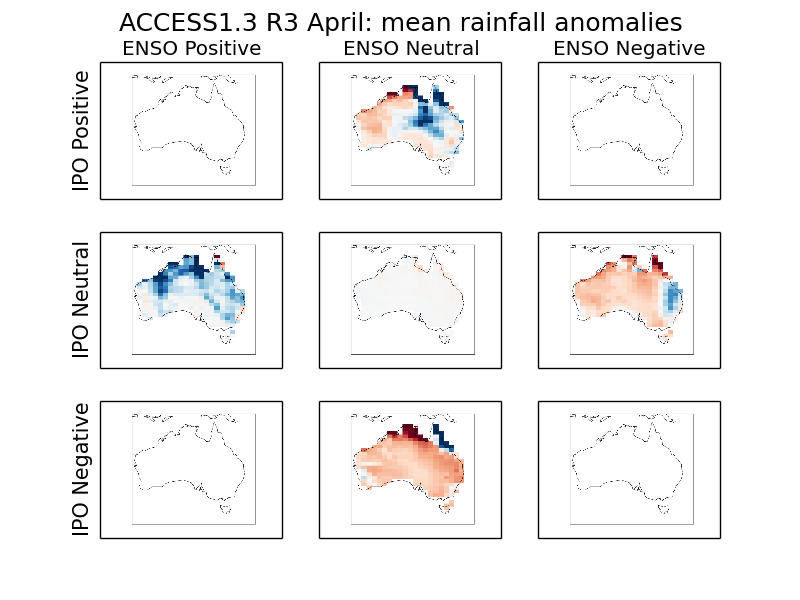 ACCESS1.3 R3 April: mean rainfall anomalies
ENSO Positive
ENSO Neutral
ENSO Negative
IPO Positive
IPO Neutral
IPO Negative